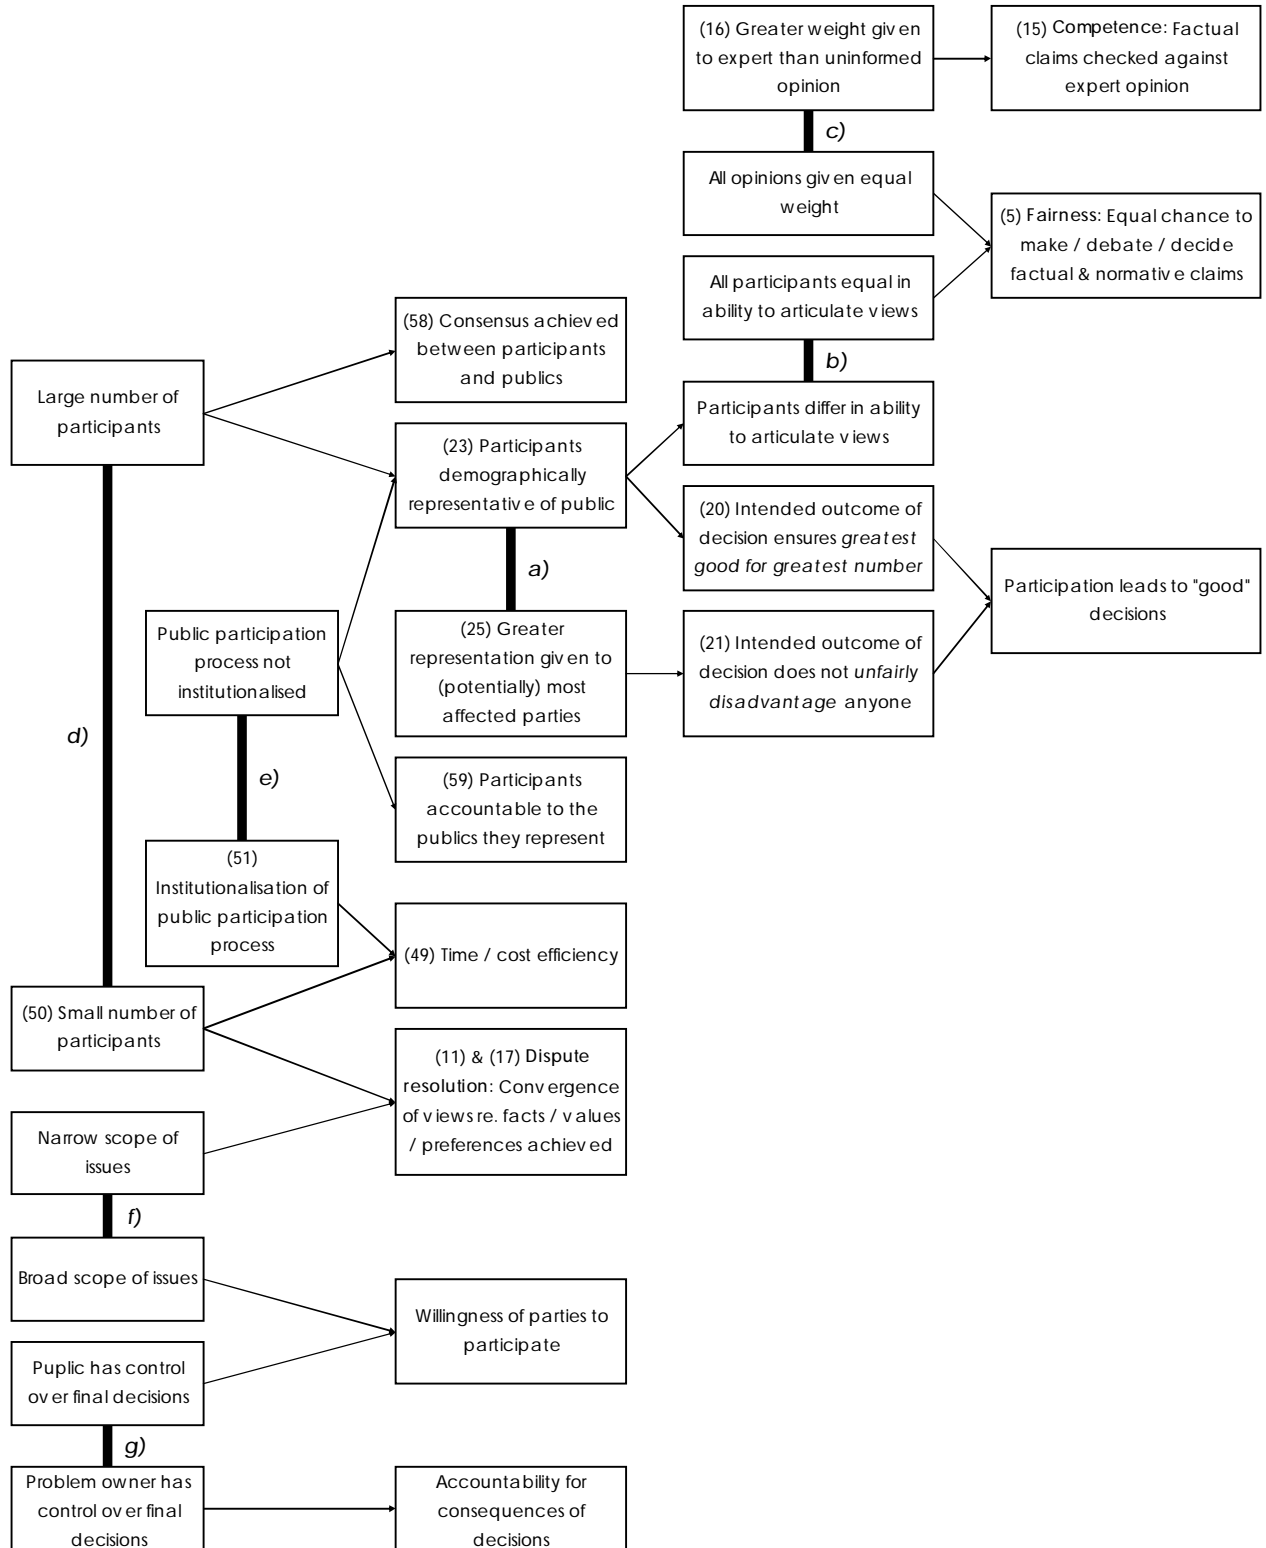 (16) Greater weight given
to expert than uninformed
opinion
(15) Competence: Factual
claims checked against
expert opinion
c)
All opinions given equal
weight
(5) Fairness: Equal chance to
make / debate / decide
factual & normative claims
All participants equal in
ability to articulate views
b)
(58) Consensus achieved
between participants
and publics
Large number of
participants
Participants differ in ability
to articulate views
(23) Participants
demographically
representative of public
(20) Intended outcome of
decision ensures greatest
good for greatest number
a)
Participation leads to "good"
decisions
Public participation
process not
institutionalised
(25) Greater
representation given to
(potentially) most
affected parties
(21) Intended outcome of
decision does not unfairly
disadvantage anyone
d)
e)
(59) Participants
accountable to the
publics they represent
(51)
Institutionalisation of
public participation
process
(49) Time / cost efficiency
(50) Small number of
participants
(11) & (17) Dispute
resolution: Convergence
of views re. facts / values
/ preferences achieved
Narrow scope of
issues
f)
Broad scope of issues
Willingness of parties to
participate
Puplic has control
over final decisions
g)
Problem owner has
control over final
decisions
Accountability for
consequences of
decisions